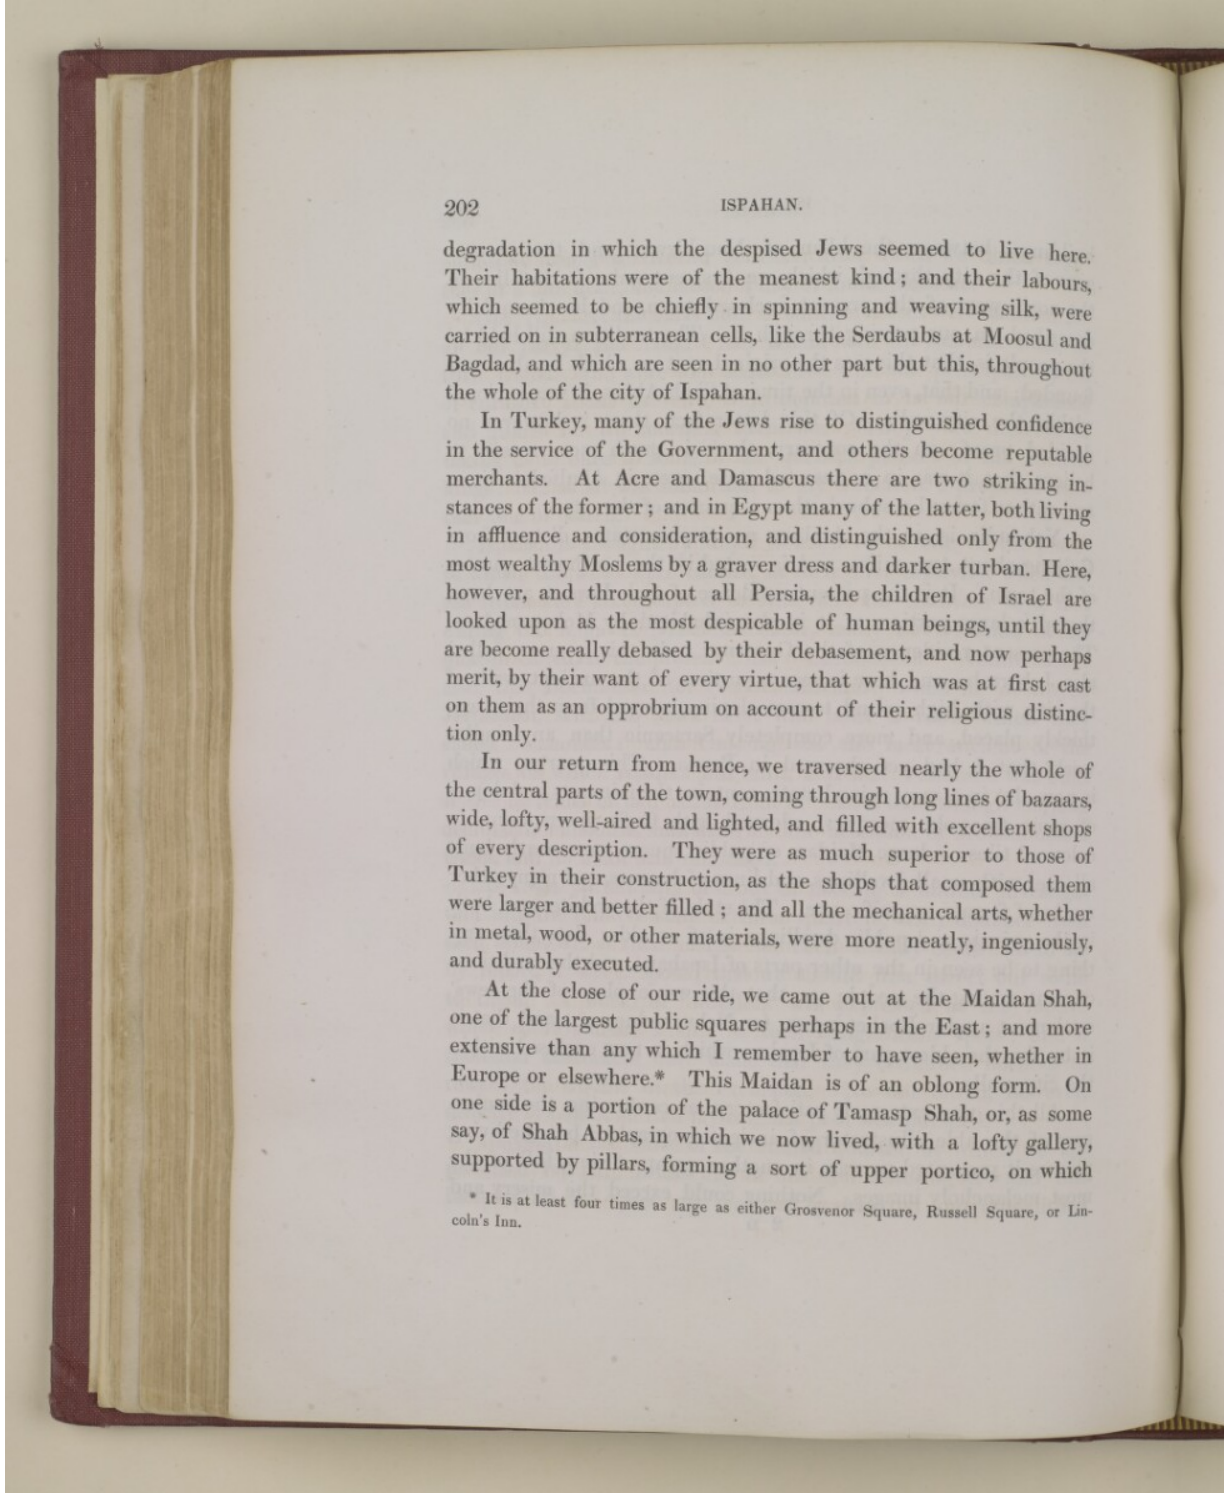 202
ISPAHAN.
degradation in which the despised Jews seemed to live here.
Their habitations were of the meanest kind; and their labours,
which seemed to be chiefly in spinning and weaving silk, were
carried on in subterranean cells, like the Serdaubs at Moosul and
Bagdad, and which are seen in no other part but this, throughout
the whole of the city of Ispahan.
In Turkey, many of the Jews rise to distinguished confidence
in the service of the Government, and others become reputable
merchants. At Acre and Damascus there are two striking in-
stances of the former; and in Egypt many of the latter, both living
in affluence and consideration, and distinguished only from the
most wealthy Moslems by a graver dress and darker turban. Here,
however, and throughout all Persia, the children of Israel are
looked upon as the most despicable of human beings, until they
are become really debased by their debasement, and now perhaps
merit, by their want of every virtue, that which was at first cast
on them as an opprobrium on account of their religious distinc-
tion only.
In our return from hence, we traversed nearly the whole of
the central parts of the town, coming through long lines of bazaars,
wide, lofty, well-aired and lighted, and filled with excellent shops
of every description. They were as much superior to those of
Turkey in their construction, as the shops that composed them
were larger and better filled; and all the mechanical arts, whether
in metal, wood, or other materials, were more neatly, ingeniously,
and durably executed.
At the close of our ride, we came out at the Maidan Shah,
one of the largest public squares perhaps in the East; and more
extensive than any which I remember to have seen, whether in
Europe or elsewhere.* This Maidan is of an oblong form. On
one side is a portion of the palace of Tamasp Shah, or, as some
say, of Shah Abbas, in which we now lived, with a lofty gallery,
supported by pillars, forming a sort of upper portico, on which
* It is at least four times as large as either Grosvenor Square, Russell Square, or Lin-
coln's Inn.